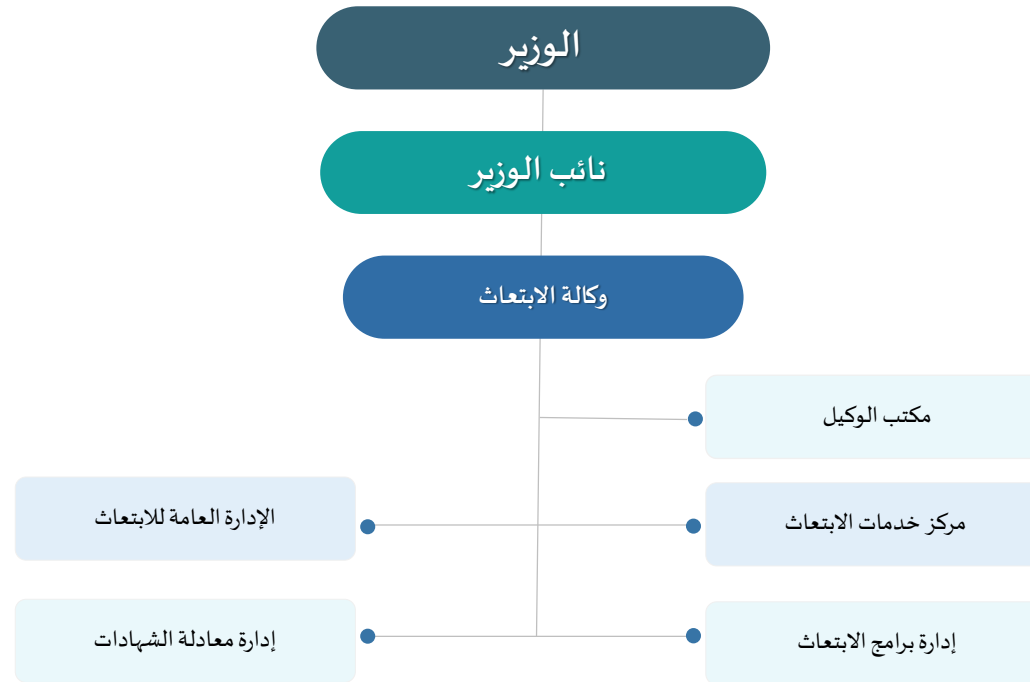 الوزير
نائب الوزير
وكالة الابتعاث
مكتب الوكيل
مركز خدمات الابتعاث
الإدارة العامة للابتعاث
إدارة برامج الابتعاث
إدارة معادلة الشهادات